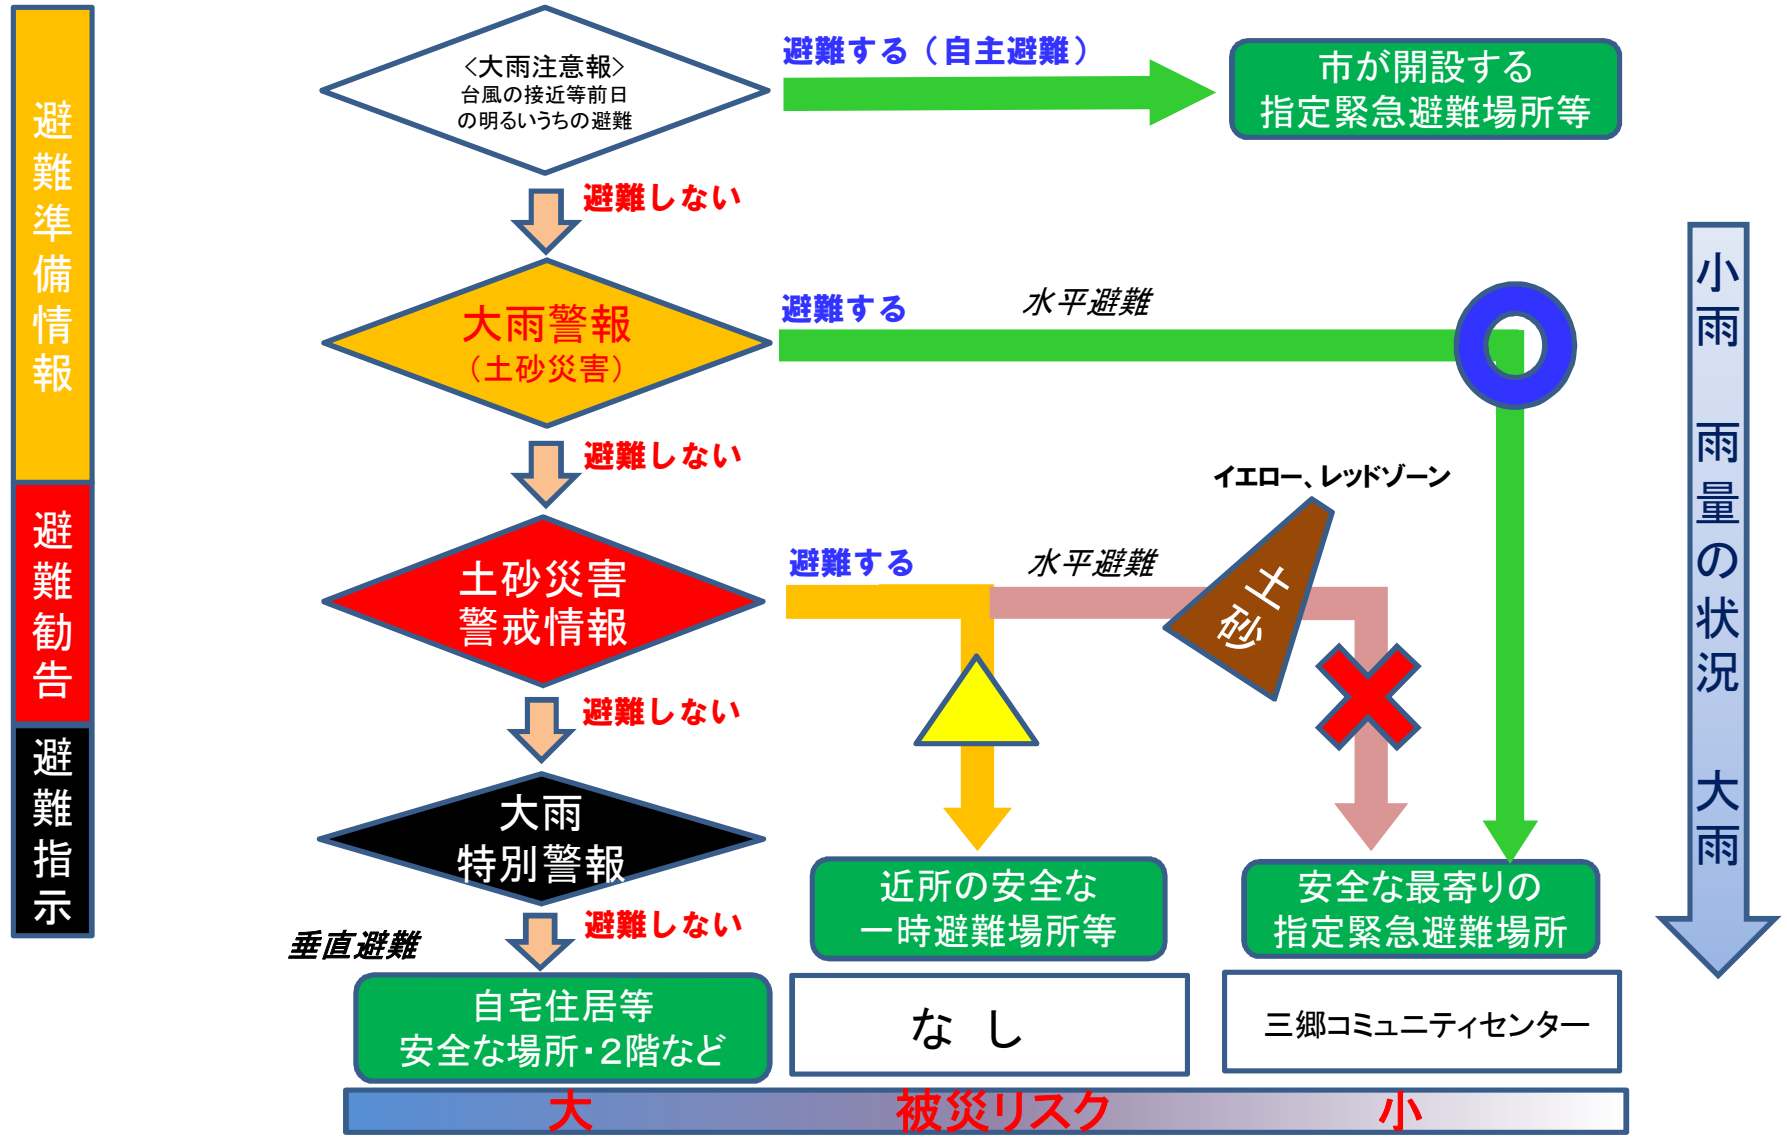 避難準備情報
避難勧告
避難指示
<大雨注意報>
台風の接近等前日
の明るいうちの避難
避難する（自主避難）
市が開設する
指定緊急避難場所等
避難しない
大雨警報
（土砂災害）
避難する
水平避難
避難しない
イエロー、レッドゾーン
土砂災害
警戒情報
避難する
水平避難
土砂
避難しない
大雨
特別警報
避難しない
垂直避難
自宅住居等
安全な場所・２階など
近所の安全な
一時避難場所等
なし
安全な最寄りの
指定緊急避難場所
三郷コミュニティセンター
小雨　雨量の状況　大雨
大　被災リスク　小